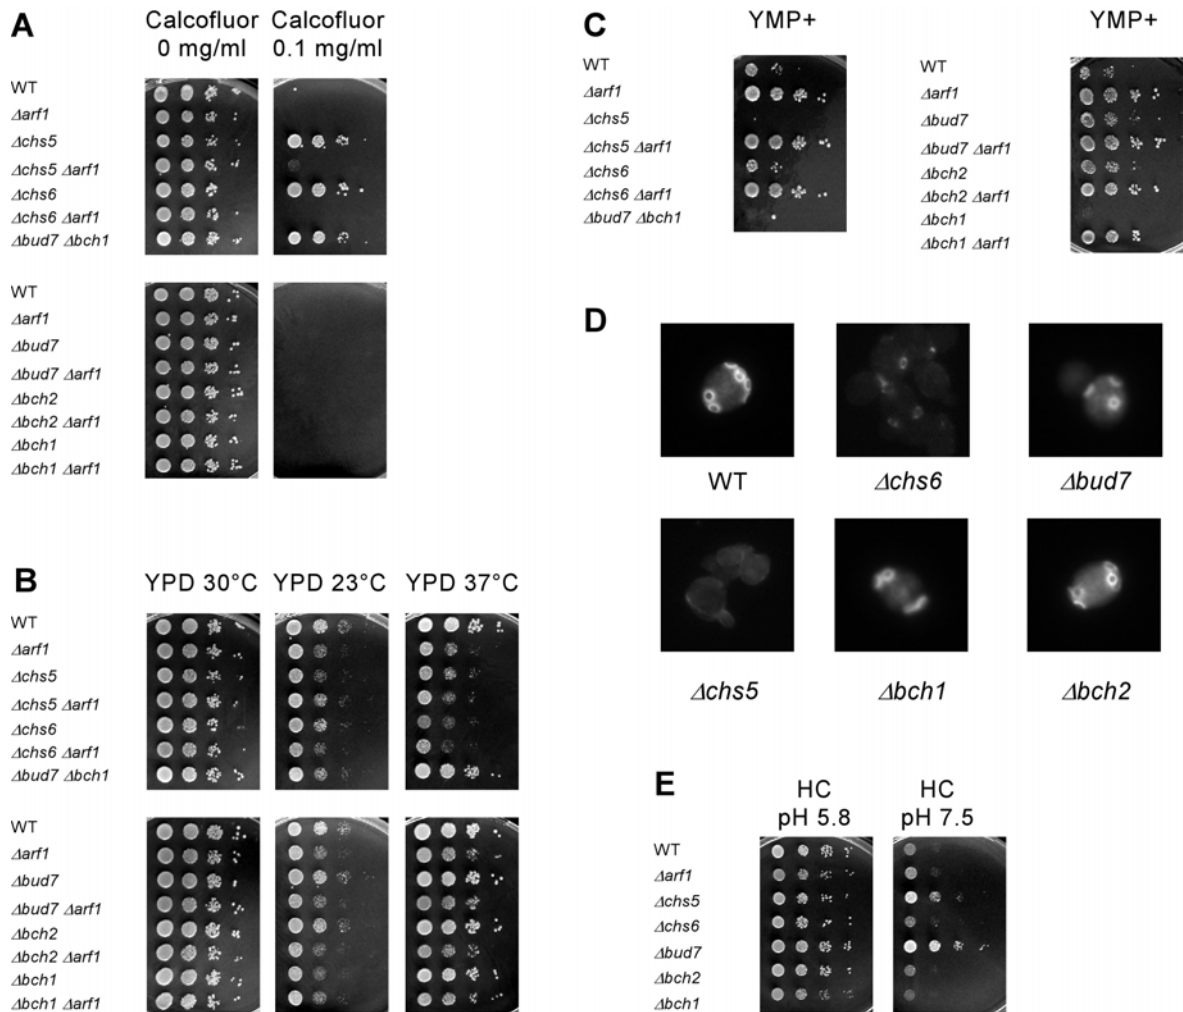 A
Calcofluor
0 mg/ml
Calcofluor
0.1 mg/ml
WT
Δarf1
Δchs5
Δchs5 Δarf1
Δchs6
Δchs6 Δarf1
Δbud7 Δbch1
WT
Δarf1
Δbud7
Δbud7 Δarf1
Δbch2
Δbch2 Δarf1
Δbch1
Δbch1 Δarf1
B
YPD 30°C YPD 23°C YPD 37°C
WT
Δarf1
Δchs5
Δchs5 Δarf1
Δchs6
Δchs6 Δarf1
Δbud7 Δbch1
WT
Δarf1
Δbud7
Δbud7 Δarf1
Δbch2
Δbch2 Δarf1
Δbch1
Δbch1 Δarf1
C
YMP+
WT
Δarf1
Δchs5
Δchs5 Δarf1
Δchs6
Δchs6 Δarf1
Δbud7 Δbch1
YMP+
WT
Δarf1
Δbud7
Δbud7 Δarf1
Δbch2
Δbch2 Δarf1
Δbch1
Δbch1 Δarf1
D
WT Δchs6 Δbud7
Δchs5 Δbch1 Δbch2
E
HC
pH 5.8
HC
pH 7.5
WT
Δarf1
Δchs5
Δchs6
Δbud7
Δbch2
Δbch1